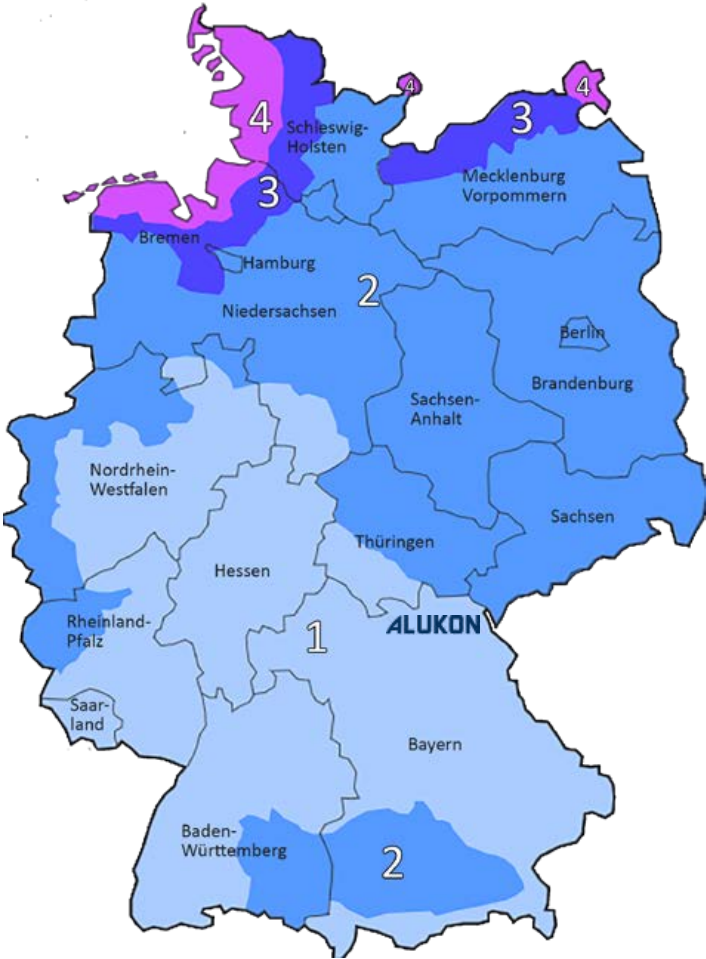 4
4
4
3
Schleswig-
Holsten
Mecklenburg
Vorpommern
3
Bremen
Hamburg
2
Niedersachsen
Berlin
Brandenburg
Sachsen-
Anhalt
Nordrhein-
Westfalen
Sachsen
Thüringen
Hessen
Rheinland-
Pfalz
1
ALUKON
Saar-
land
Bayern
Baden-
Württemberg
2